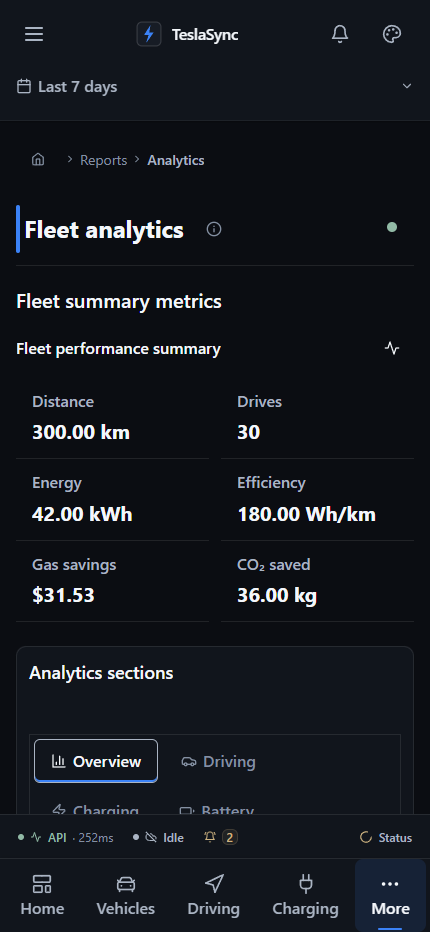 TeslaSync
Last 7 days
Reports > Analytics
Fleet analytics
Fleet summary metrics
Fleet performance summary
Distance Drives
300.00 km 30
Energy Efficiency
42.00 kWh 180.00 Wh/km
Gas savings CO₂ saved
$31.53 36.00 kg
Analytics sections
Overview Driving
Charging Battery
API · 252ms Idle 2 Status
Home Vehicles Driving Charging More